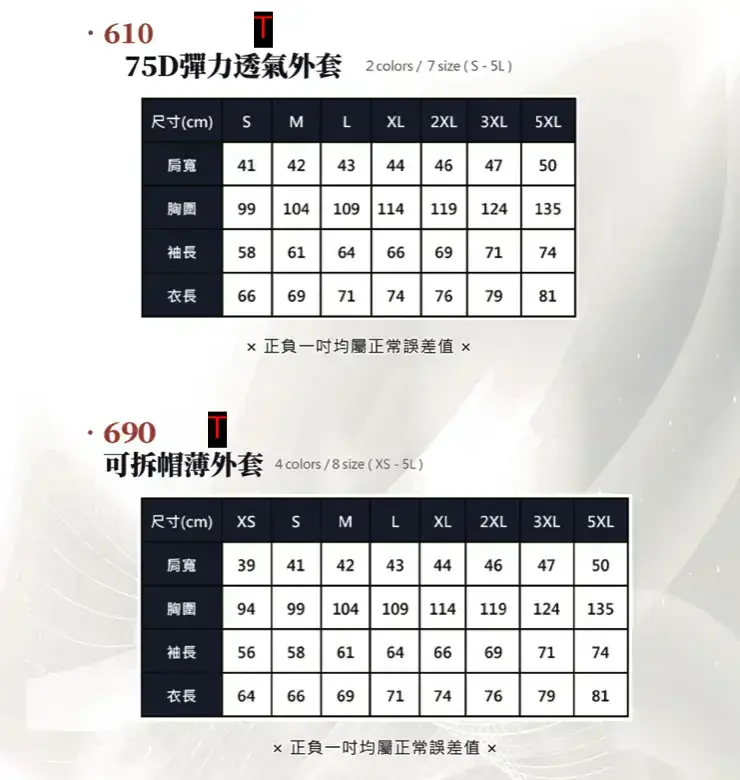 · 610 T
75D彈力透氣外套 2 colors / 7 size ( S - 5L )
尺寸(cm) S M L XL 2XL 3XL 5XL
肩寬 41 42 43 44 46 47 50
胸圍 99 104 109 114 119 124 135
袖長 58 61 64 66 69 71 74
衣長 66 69 71 74 76 79 81
× 正負一吋均屬正常誤差值 ×
· 690 T
可拆帽薄外套 4 colors / 8 size ( XS - 5L )
尺寸(cm) XS S M L XL 2XL 3XL 5XL
肩寬 39 41 42 43 44 46 47 50
胸圍 94 99 104 109 114 119 124 135
袖長 56 58 61 64 66 69 71 74
衣長 64 66 69 71 74 76 79 81
× 正負一吋均屬正常誤差值 ×